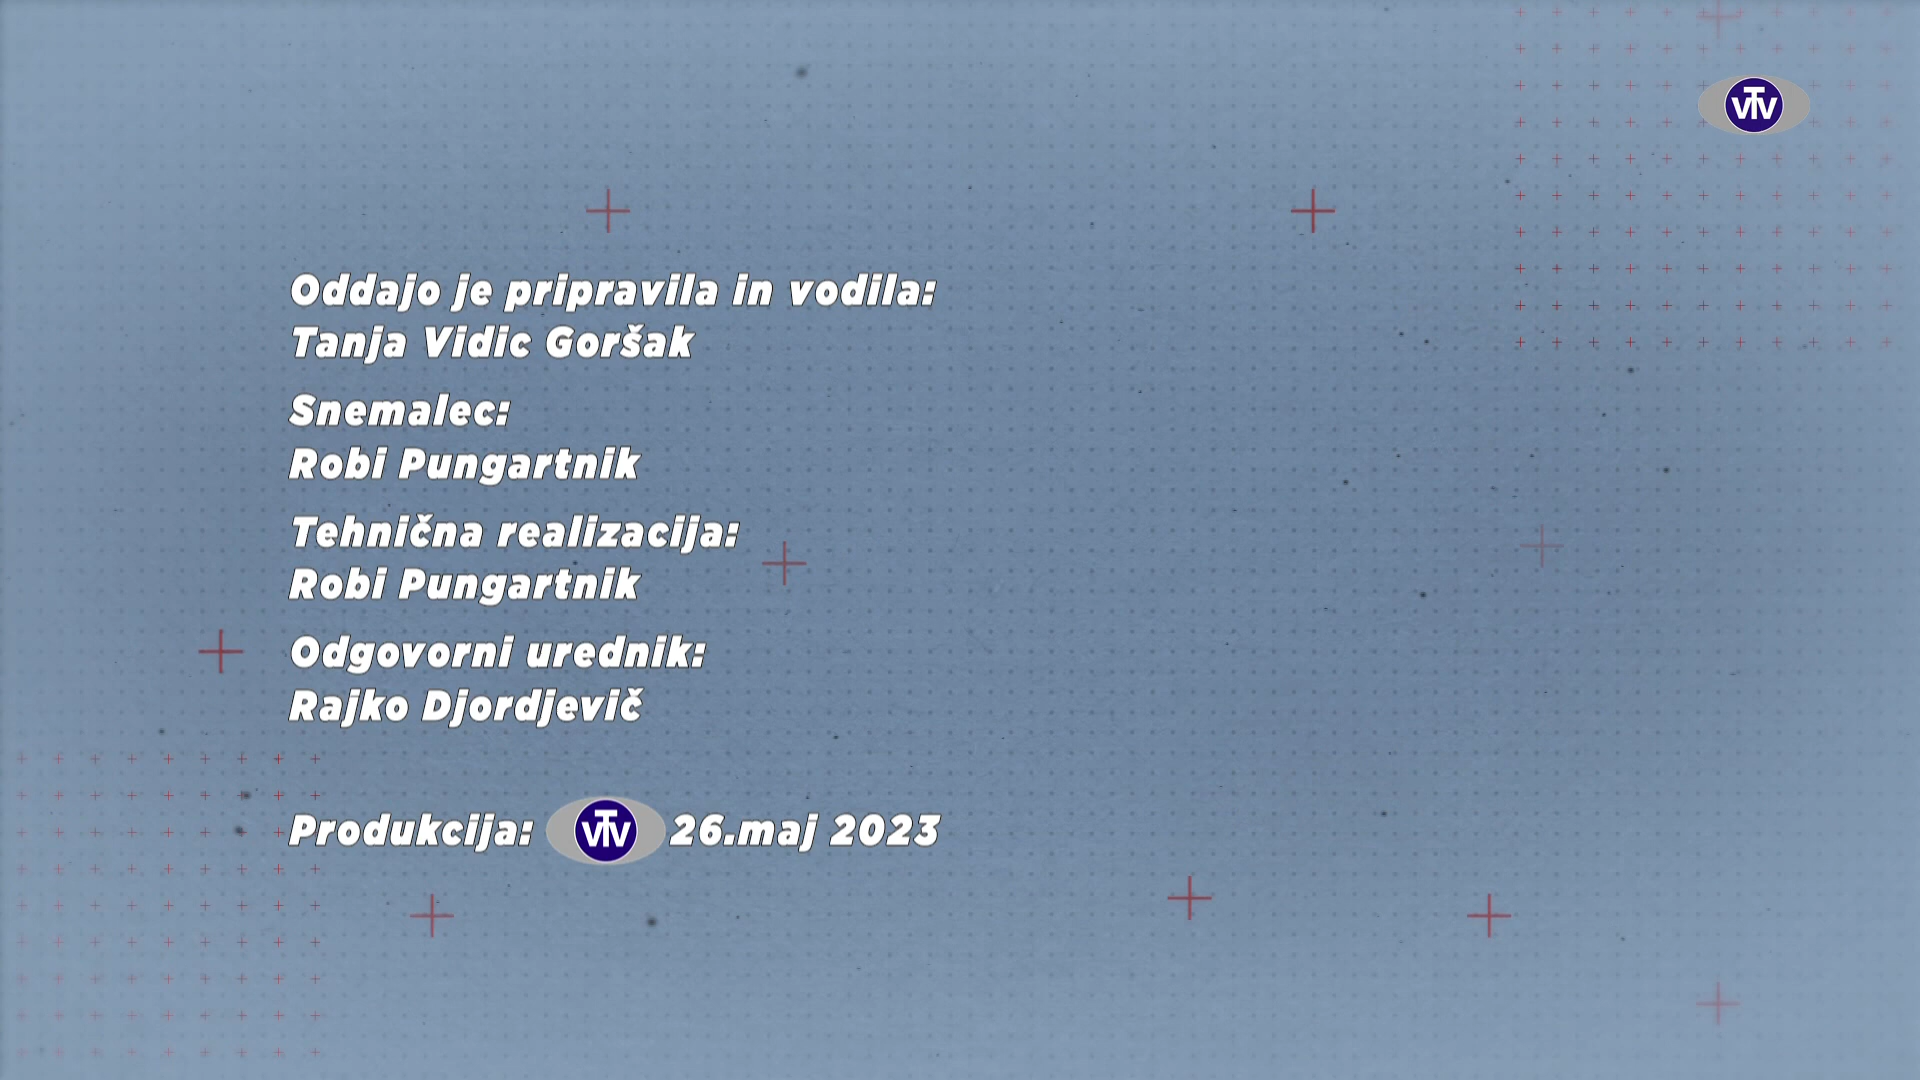 VTV
Oddajo je pripravila in vodila:
Tanja Vidic Goršak
Snemalec:
Robi Pungartnik
Tehnična realizacija:
Robi Pungartnik
Odgovorni urednik:
Rajko Djordjevič
Produkcija: VTV 26.maj 2023